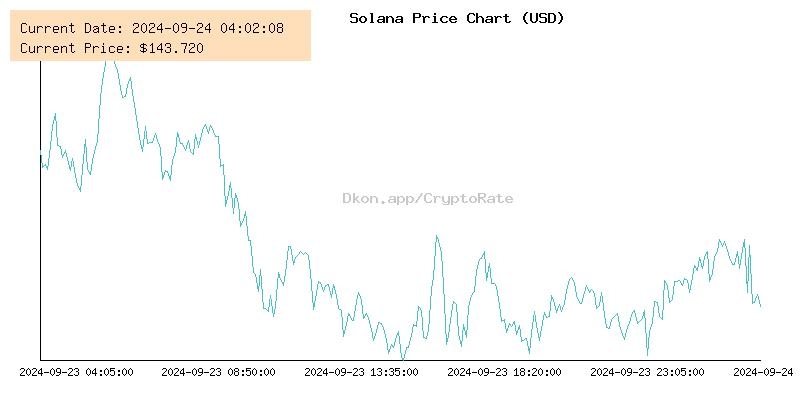 Solana Price Chart (USD)
Current Date: 2024-09-24 04:02:08
Current Price: $143.720
Dkon.app/CryptoRate
2024-09-23 04:05:00 2024-09-23 08:50:00 2024-09-23 13:35:00 2024-09-23 18:20:00 2024-09-23 23:05:00 2024-09-24